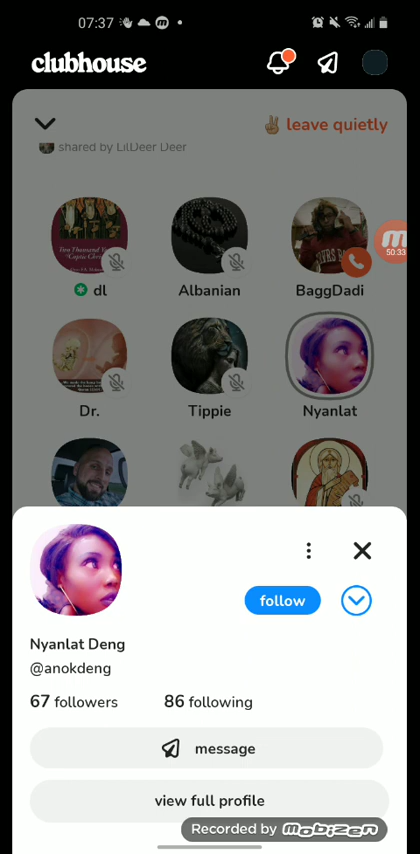 07:37
clubhouse
leave quietly
shared by LilDeer Deer
50:33
dl
Albanian
BaggDadi
Dr.
Tippie
Nyanlat
follow
Nyanlat Deng
@anokdeng
67 followers 86 following
message
view full profile
Recorded by mobizen